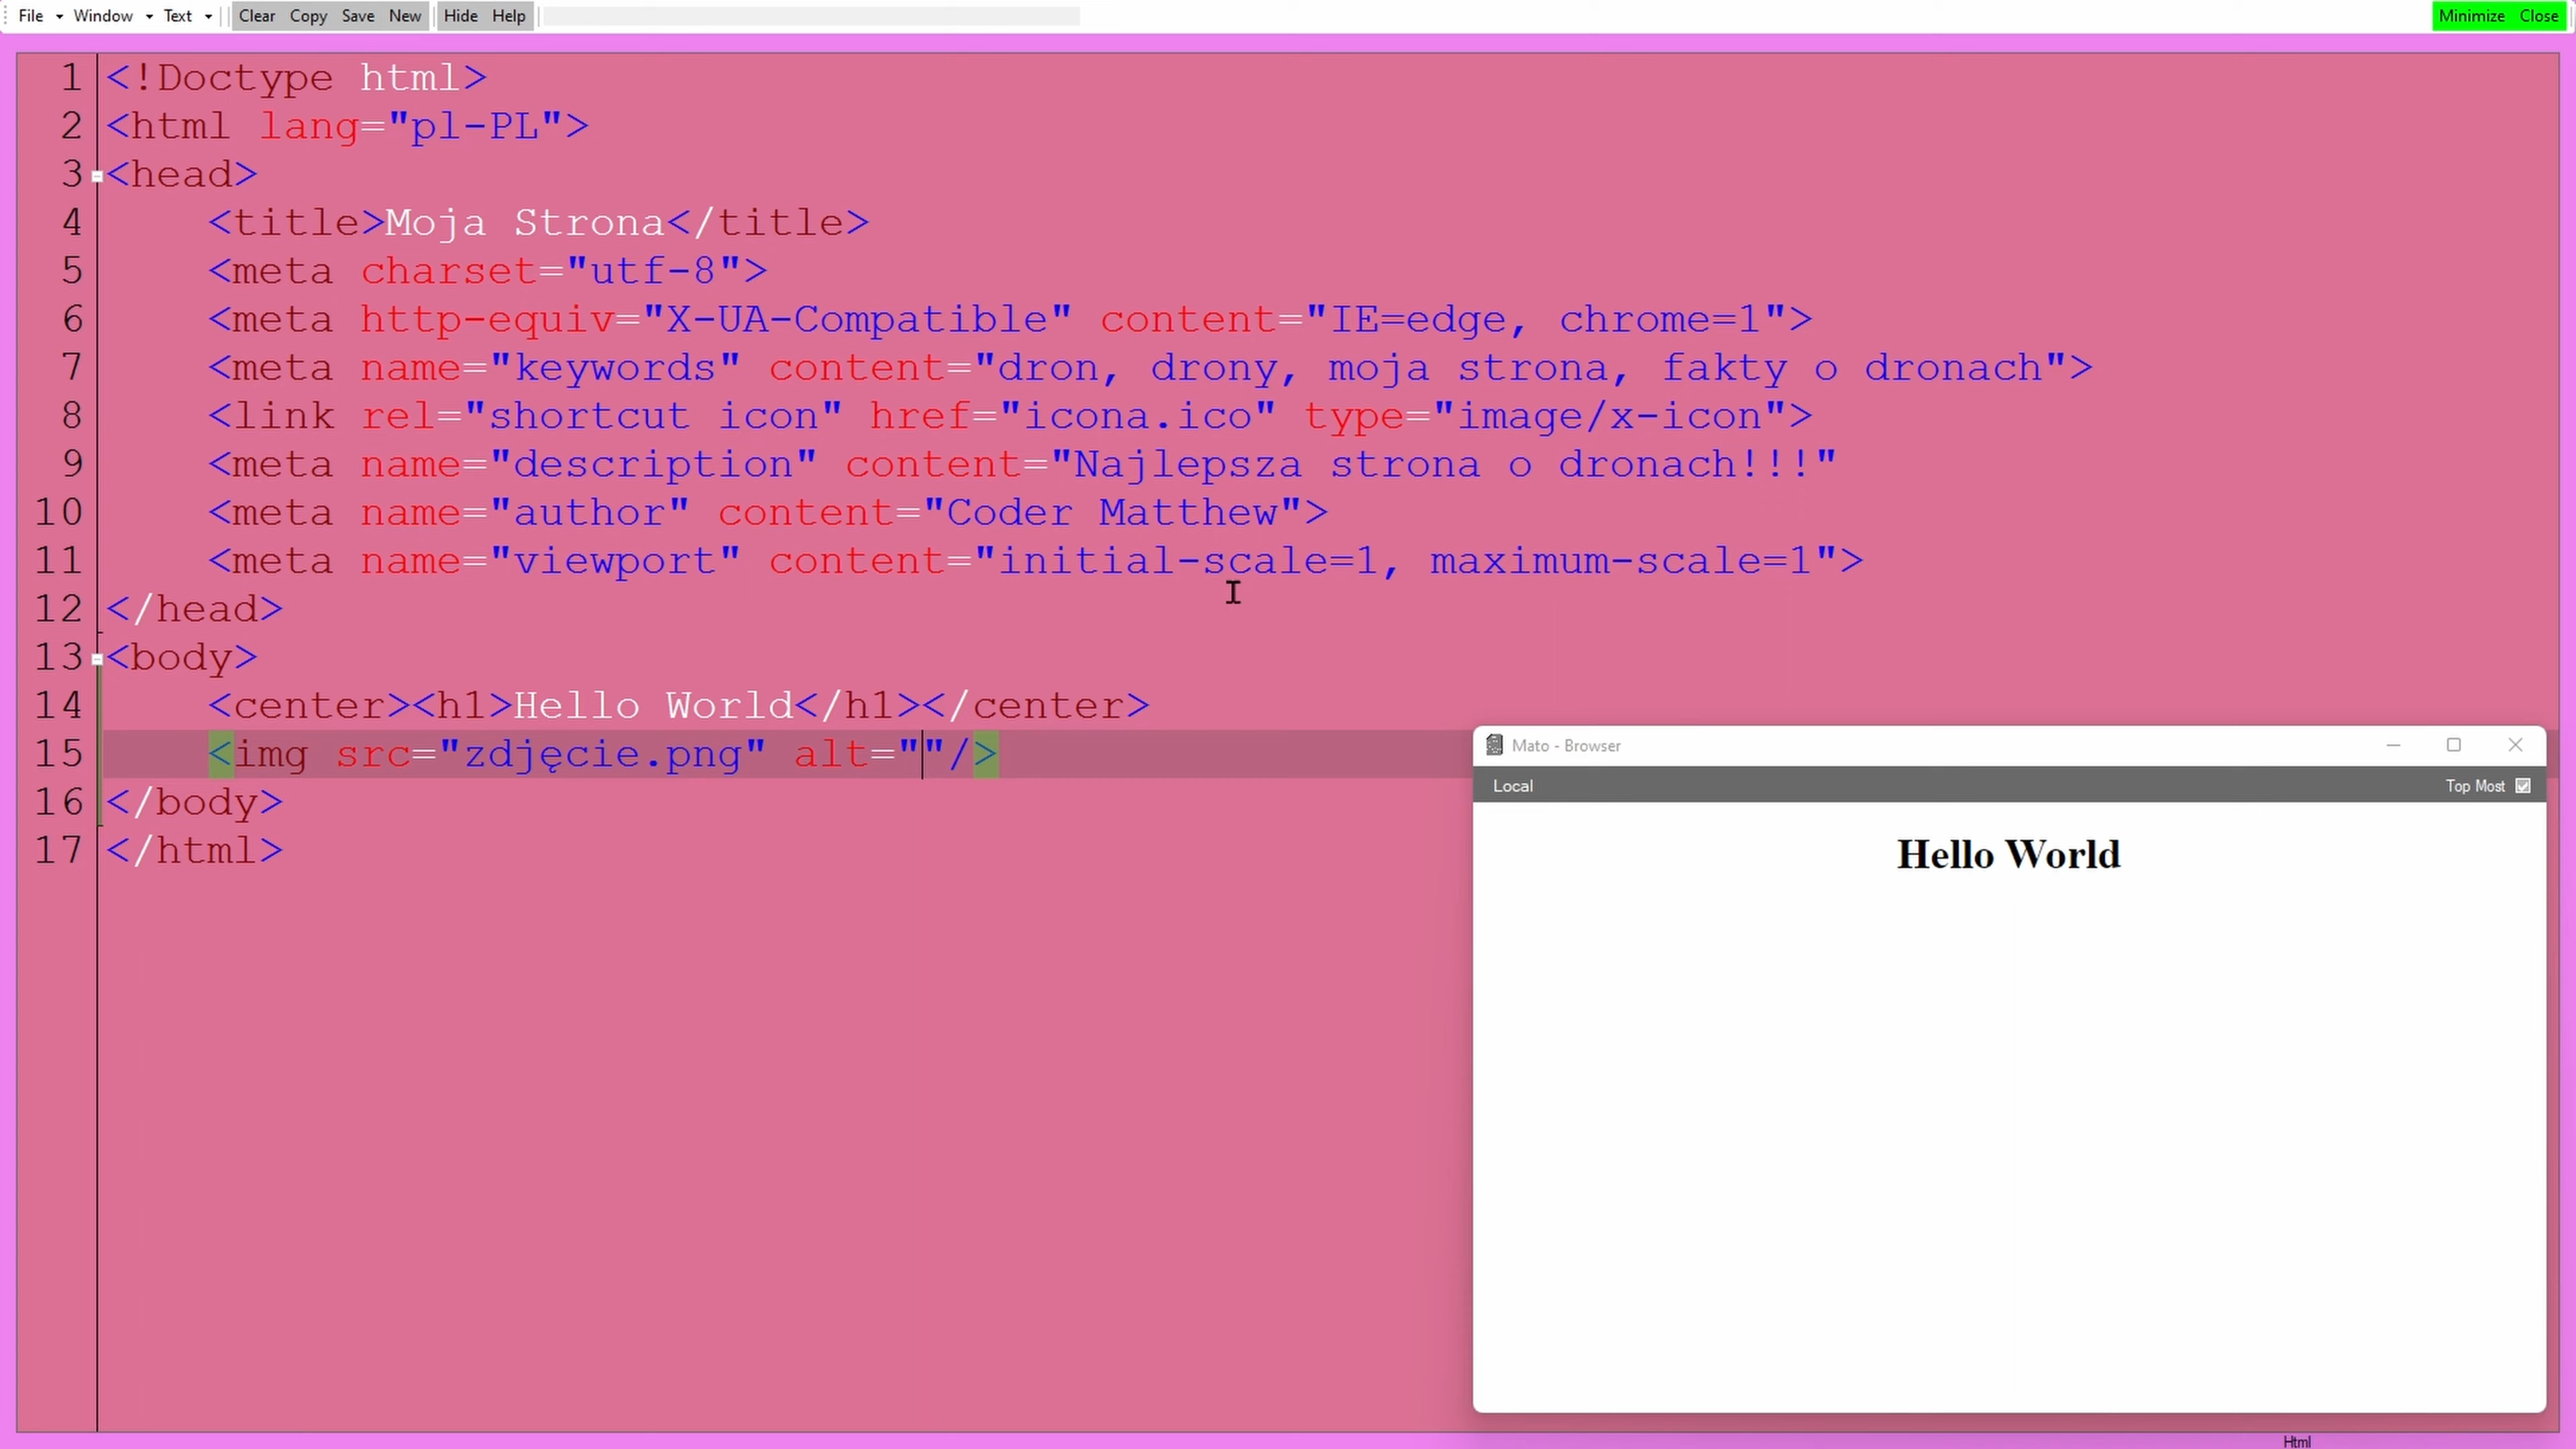 File Window Text Clear Copy Save New Hide Help Minimize Close
1 <!Doctype html>
2 <html lang="pl-PL">
3 <head>
4 <title>Moja Strona</title>
5 <meta charset="utf-8">
6 <meta http-equiv="X-UA-Compatible" content="IE=edge, chrome=1">
7 <meta name="keywords" content="dron, drony, moja strona, fakty o dronach">
8 <link rel="shortcut icon" href="icona.ico" type="image/x-icon">
9 <meta name="description" content="Najlepsza strona o dronach!!!"
10 <meta name="author" content="Coder Matthew">
11 <meta name="viewport" content="initial-scale=1, maximum-scale=1">
12 </head>
13 <body>
14 <center><h1>Hello World</h1></center>
15 <img src="zdjęcie.png" alt=""/>
16 </body>
17 </html>
Mato - Browser
Local Top Most
Hello World
Html